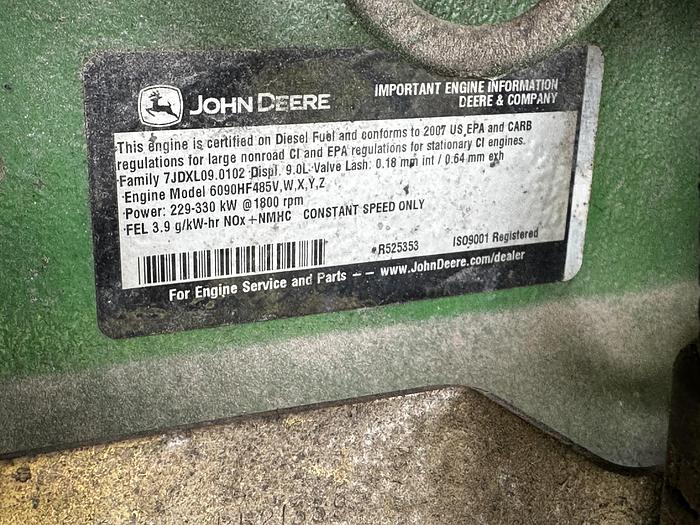 JOHN DEERE
IMPORTANT ENGINE INFORMATION
DEERE & COMPANY
This engine is certified on Diesel Fuel and conforms to 2007 US EPA and CARB
regulations for large nonroad CI and EPA regulations for stationary CI engines.
Family 7JDXL09.0102 Displ. 9.0L Valve Lash: 0.18 mm int / 0.64 mm exh
Engine Model 6090HF485V,W,X,Y,Z
Power: 229-330 kW @1800 rpm
FEL 3.9 g/kW-hr NOx+NMHC CONSTANT SPEED ONLY
R525353 ISO9001 Registered
For Engine Service and Parts -- www.JohnDeere.com/dealer